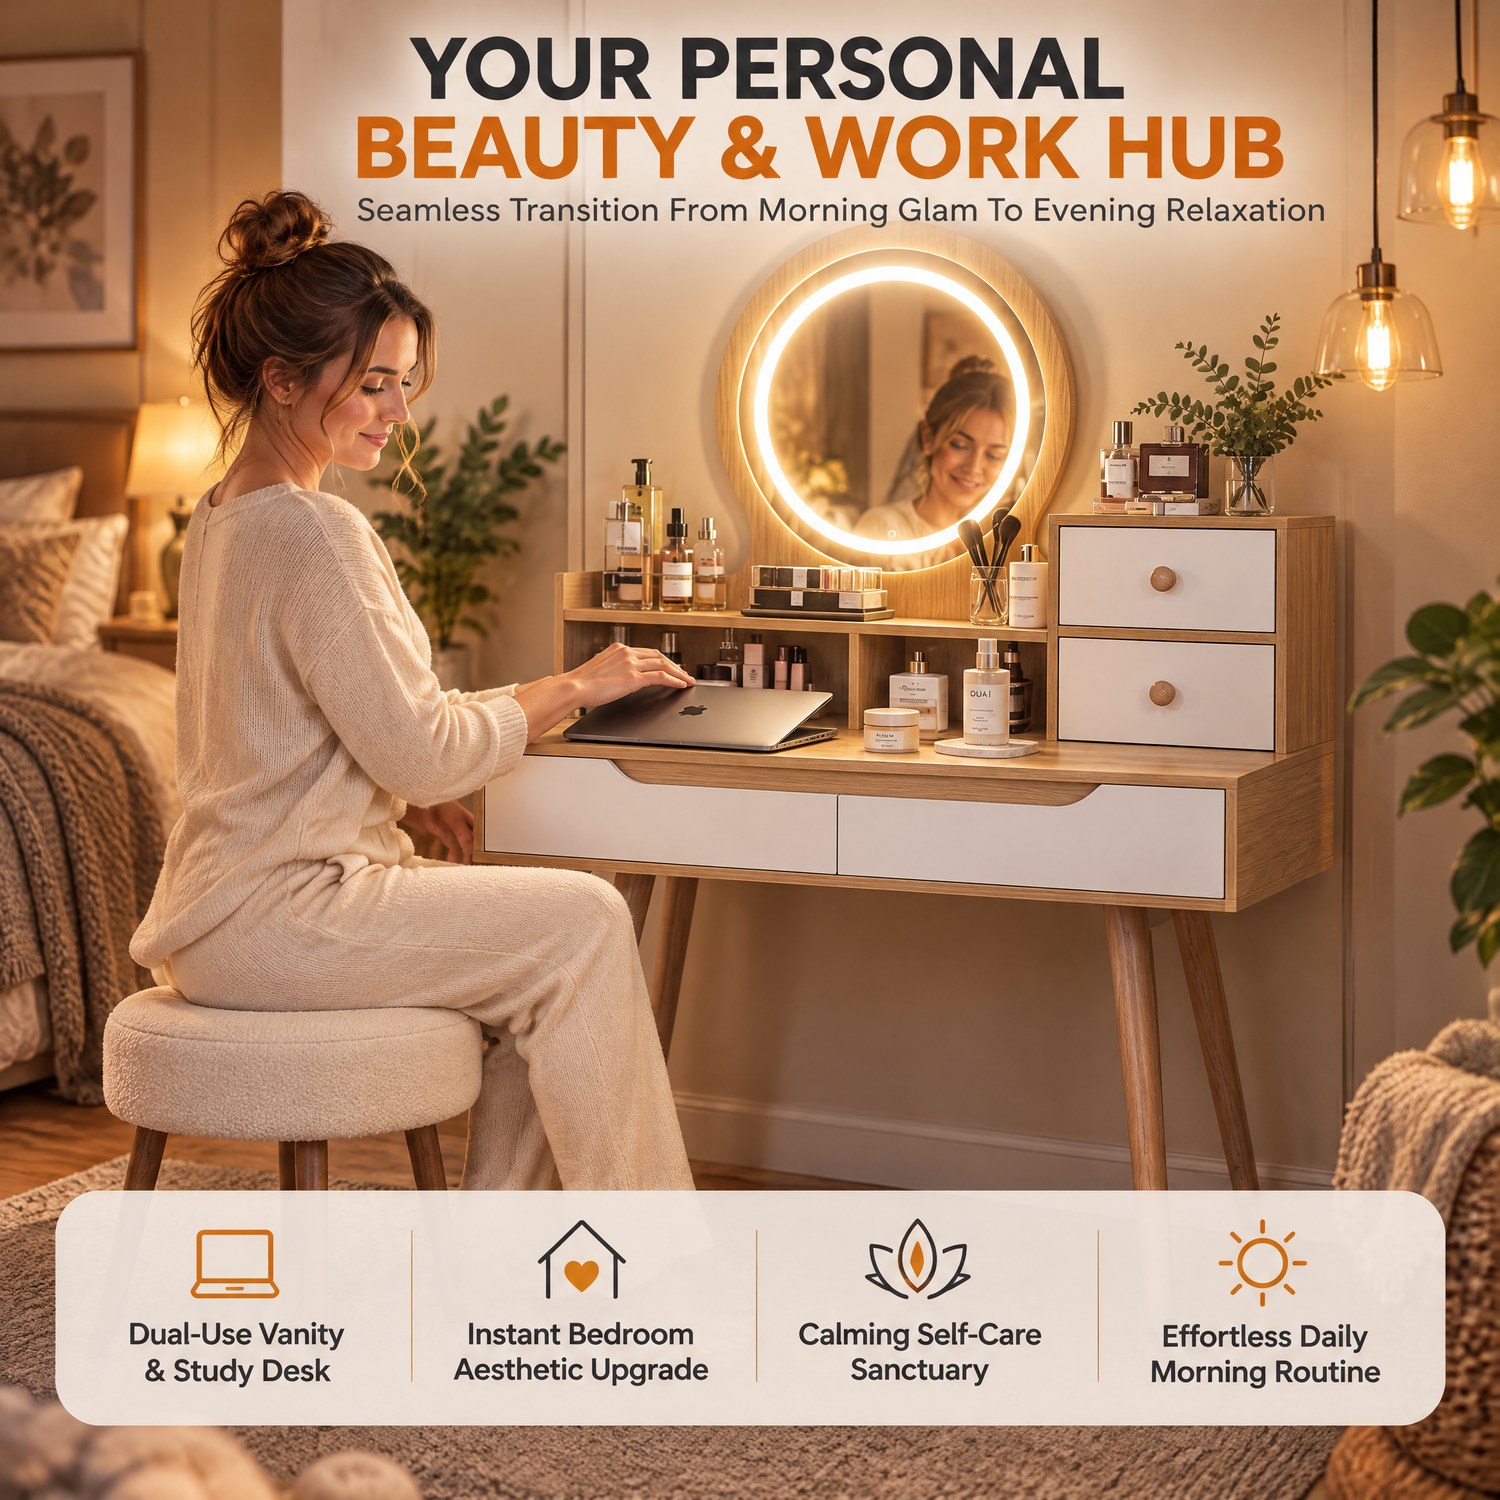 YOUR PERSONAL
BEAUTY & WORK HUB
Seamless Transition From Morning Glam To Evening Relaxation
OUAI
Dual-Use Vanity
& Study Desk
Instant Bedroom
Aesthetic Upgrade
Calming Self-Care
Sanctuary
Effortless Daily
Morning Routine